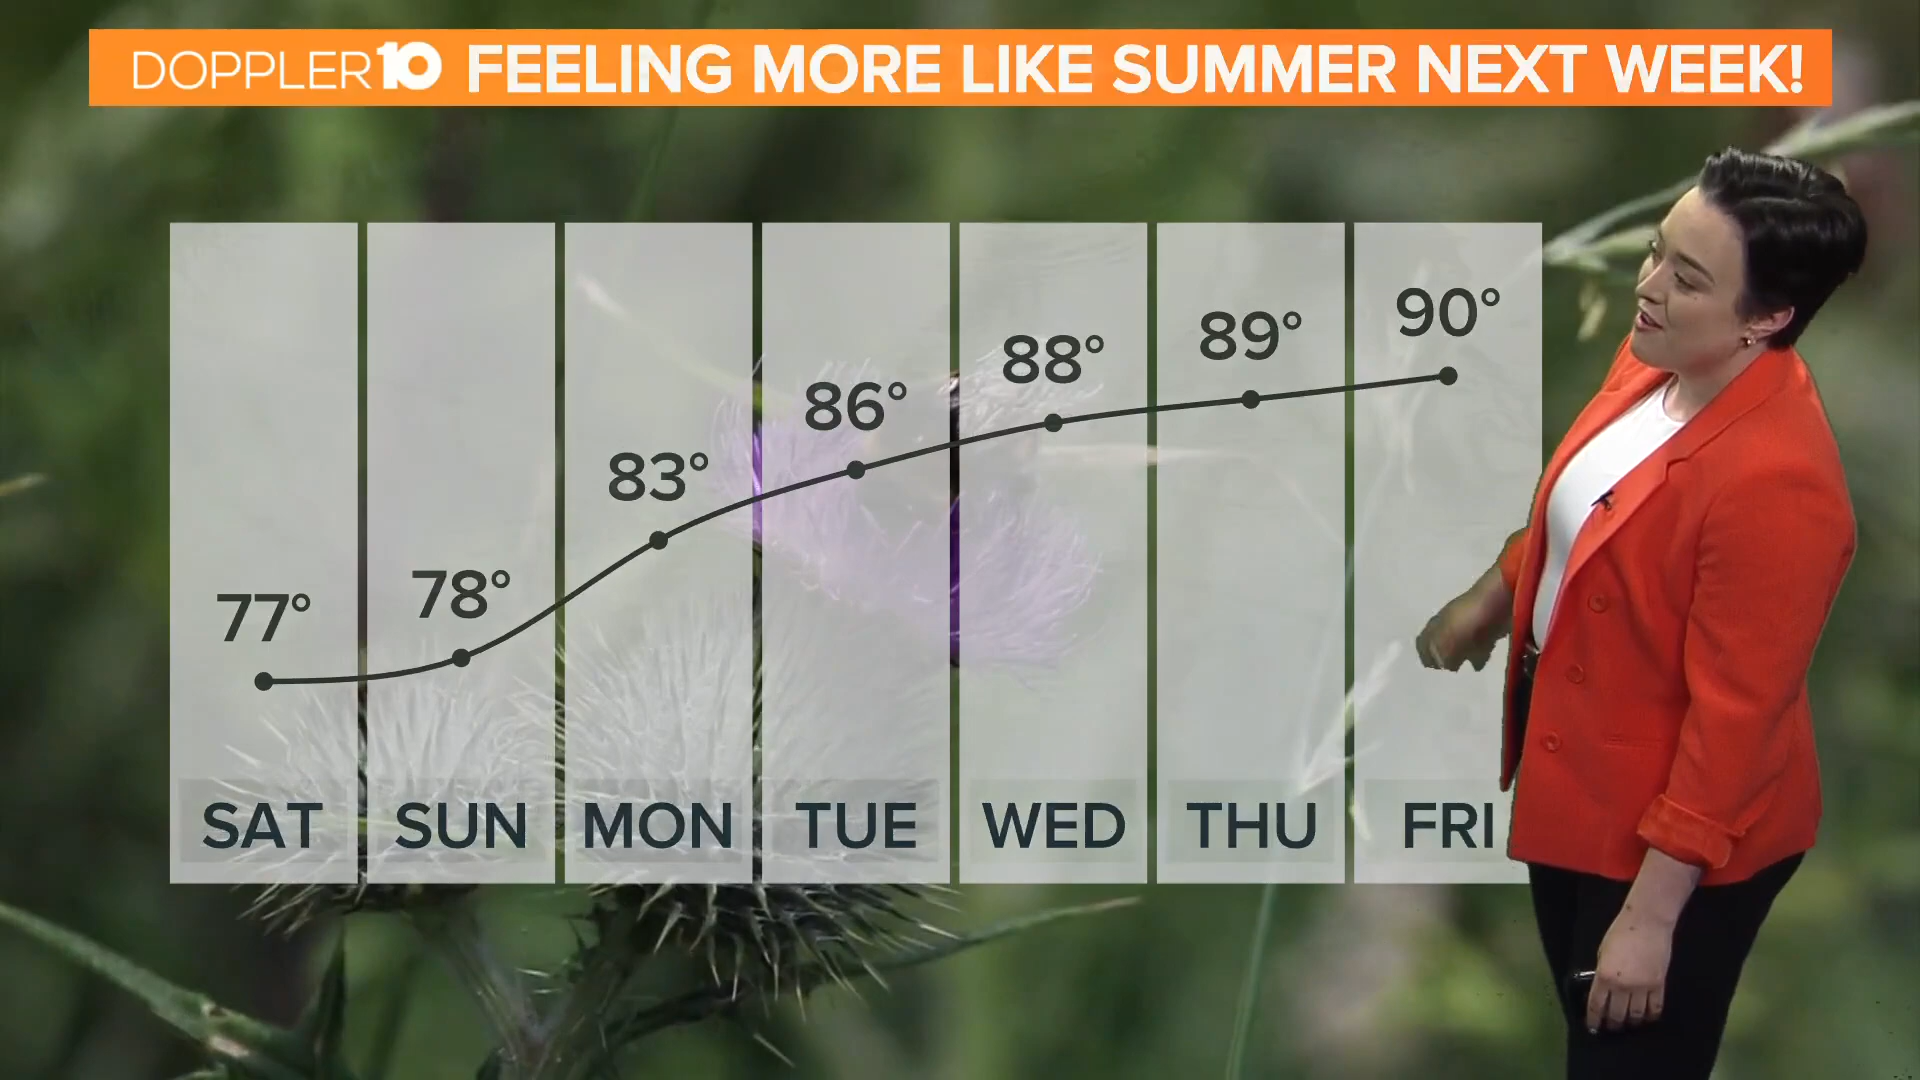 DOPPLER10 FEELING MORE LIKE SUMMER NEXT WEEK!
77° 78° 83° 86° 88° 89° 90°
SAT SUN MON TUE WED THU FRI